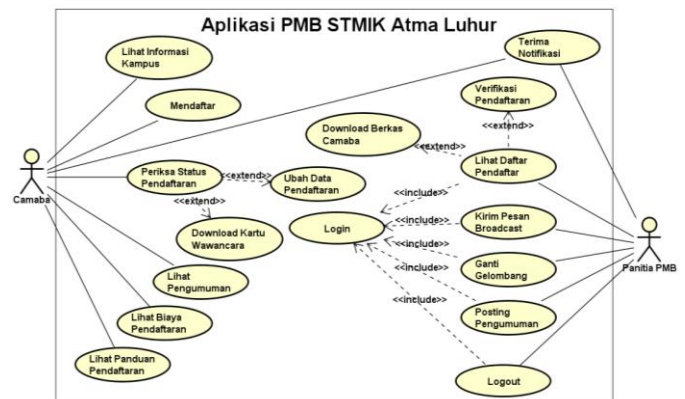 Aplikasi PMB STMIK Atma Luhur
Lihat Informasi
Kampus
Terima
Notifikasi
Mendaftar
Verifikasi
Pendaftaran
Download Berkas
Camaba
<<extend>>
<<extend>>
Periksa Status
Pendaftaran
<<extend>>
Ubah Data
Pendaftaran
Lihat Daftar
Pendaftar
Camaba
<<extend>>
<<include>>
Download Kartu
Wawancara
Login
<<include>>
Kirim Pesan
Broadcast
<<include>>
Lihat
Pengumuman
<<include>>
Ganti
Gelombang
Panitia PMB
Lihat Biaya
Pendaftaran
<<include>>
Posting
Pengumuman
Lihat Panduan
Pendaftaran
Logout